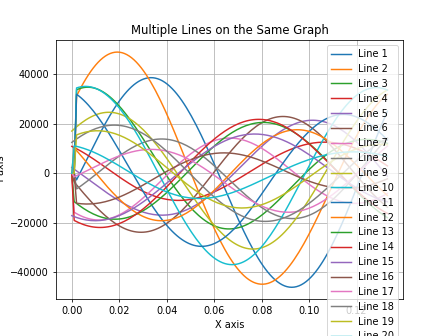 Multiple Lines on the Same Graph
40000
20000
0
−20000
−40000
0.00
0.02
0.04
0.06
0.08
0.10
X axis
Line 1
Line 2
Line 3
Line 4
Line 5
Line 6
Line 7
Line 8
Line 9
Line 10
Line 11
Line 12
Line 13
Line 14
Line 15
Line 16
Line 17
Line 18
Line 19
Line 20